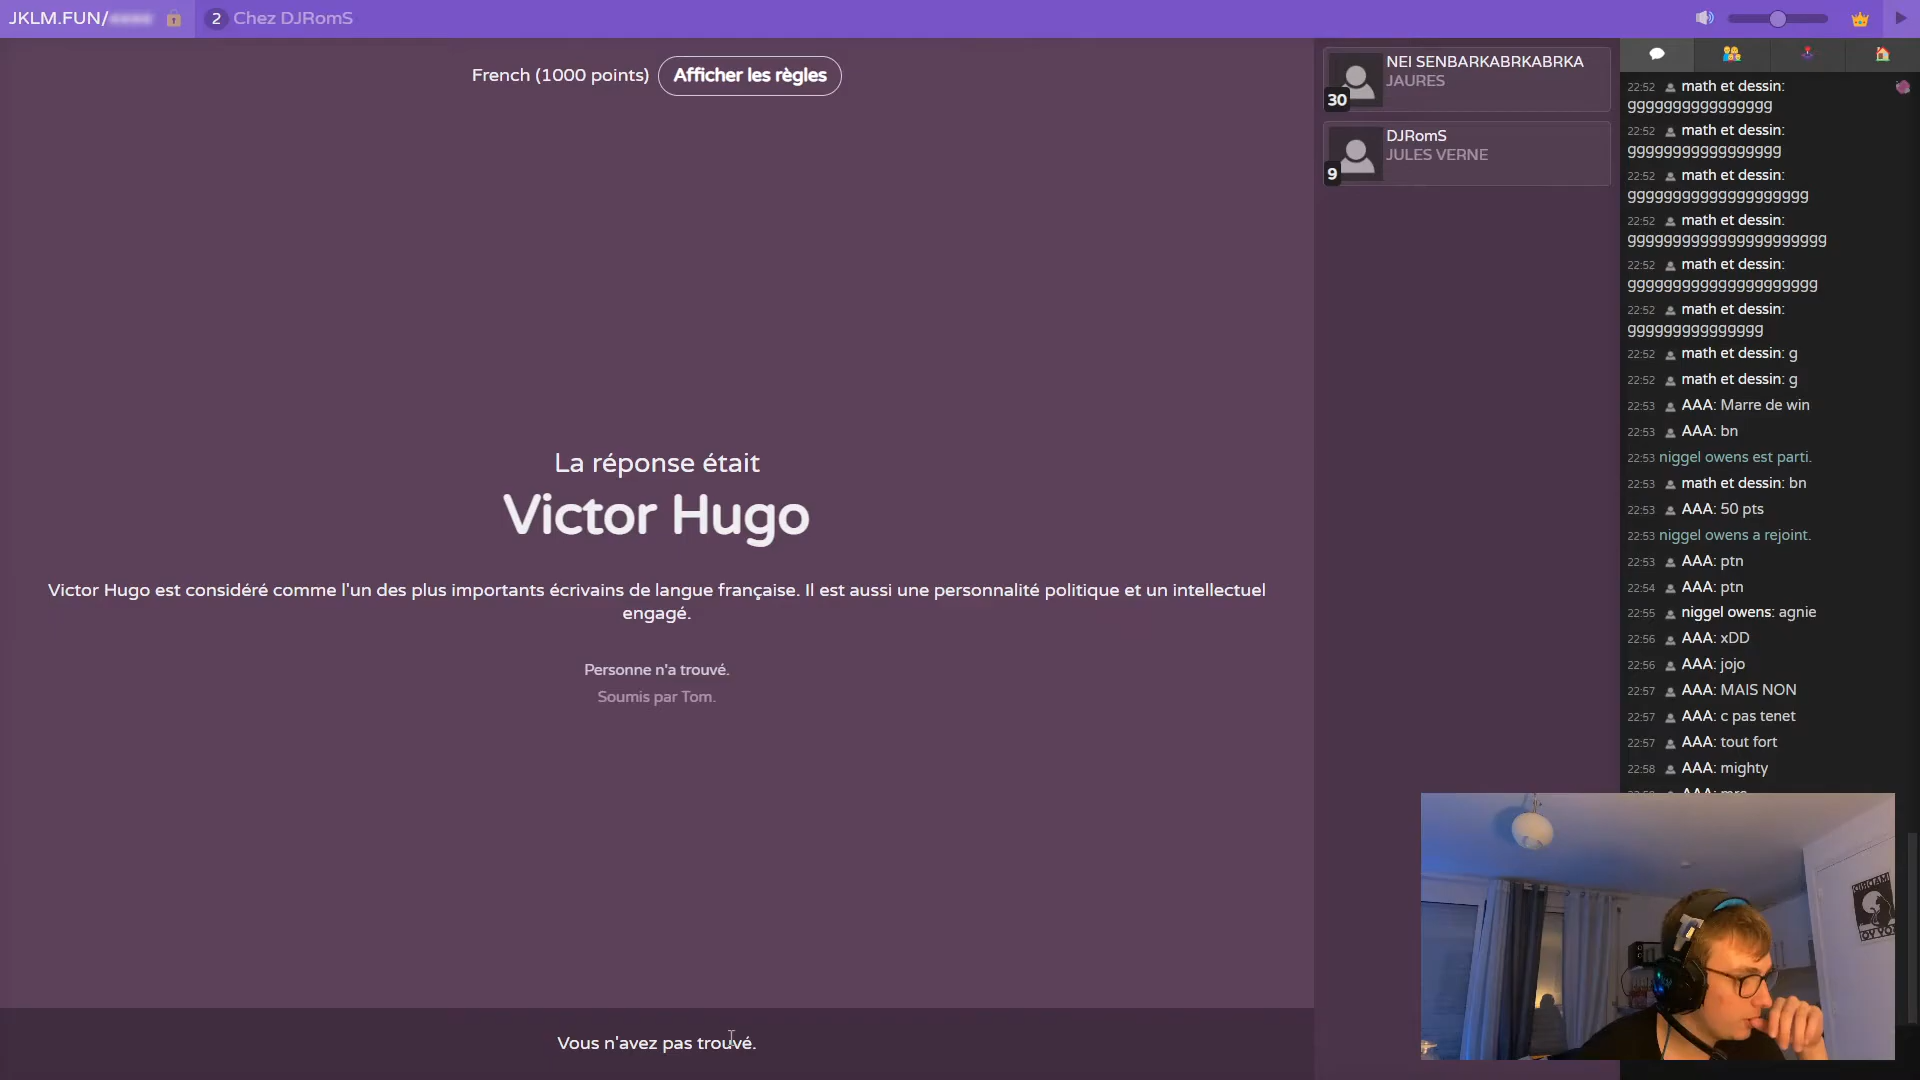 JKLM.FUN/
2 Chez DJRomS
French (1000 points) Afficher les règles
La réponse était
Victor Hugo
Victor Hugo est considéré comme l'un des plus importants écrivains de langue française. Il est aussi une personnalité politique et un intellectuel
engagé.
Personne n'a trouvé.
Soumis par Tom.
Vous n'avez pas trouvé.
NEI SENBARKABRKABRKA
JAURES
30
DJRomS
JULES VERNE
9
22:52 math et dessin:
gggggggggggggggg
22:52 math et dessin:
ggggggggggggggggg
22:52 math et dessin:
gggggggggggggggggggg
22:52 math et dessin:
gggggggggggggggggggggg
22:52 math et dessin:
ggggggggggggggggggggg
22:52 math et dessin:
ggggggggggggggg
22:52 math et dessin: g
22:52 math et dessin: g
22:53 AAA: Marre de win
22:53 AAA: bn
22:53 niggel owens est parti.
22:53 math et dessin: bn
22:53 AAA: 50 pts
22:53 niggel owens a rejoint.
22:53 AAA: ptn
22:54 AAA: ptn
22:55 niggel owens: agnie
22:56 AAA: xDD
22:56 AAA: jojo
22:57 AAA: MAIS NON
22:57 AAA: c pas tenet
22:57 AAA: tout fort
22:58 AAA: mighty